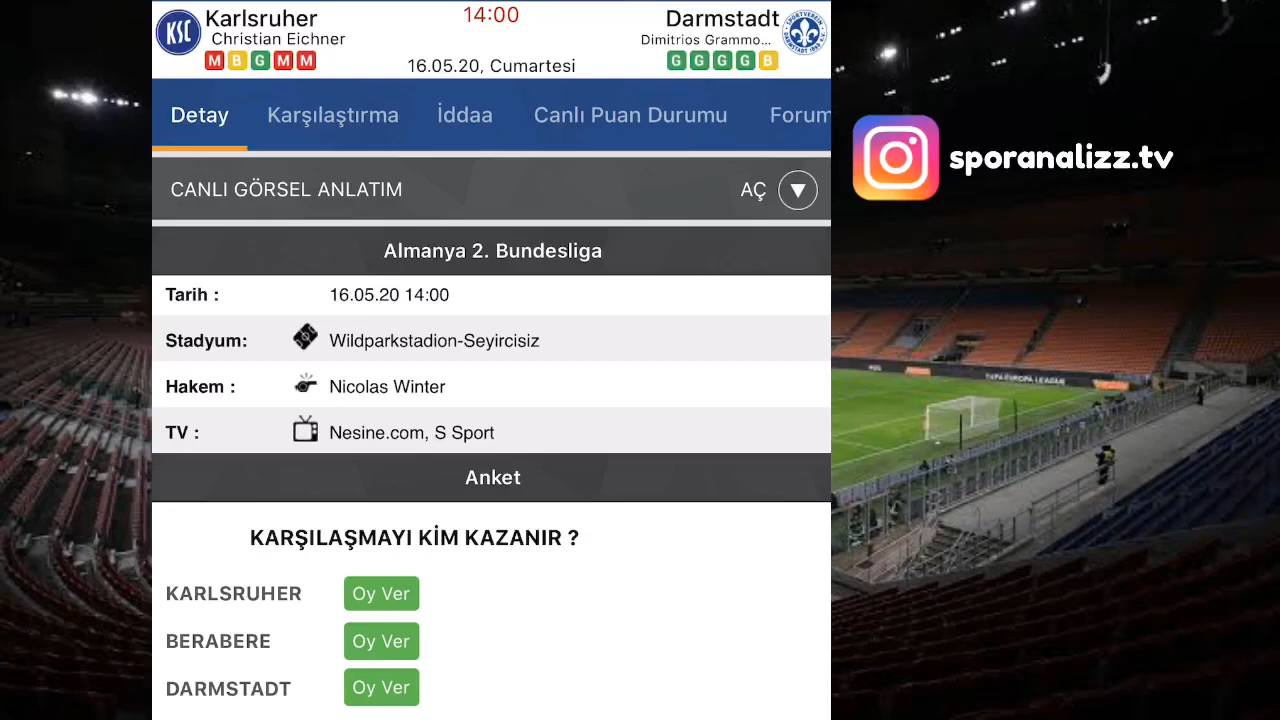 Karlsruher
Christian Eichner
M B G M M
14:00
16.05.20, Cumartesi
Darmstadt
Dimitrios Grammo...
G G G G B
KSC
Detay Karşılaştırma İddaa Canlı Puan Durumu Forum
CANLI GÖRSEL ANLATIM AÇ
sporanalizz.tv
Almanya 2. Bundesliga
Tarih : 16.05.20 14:00
Stadyum: Wildparkstadion-Seyircisiz
Hakem : Nicolas Winter
TV : Nesine.com, S Sport
Anket
KARŞILAŞMAYI KİM KAZANIR ?
KARLSRUHER Oy Ver
BERABERE Oy Ver
DARMSTADT Oy Ver